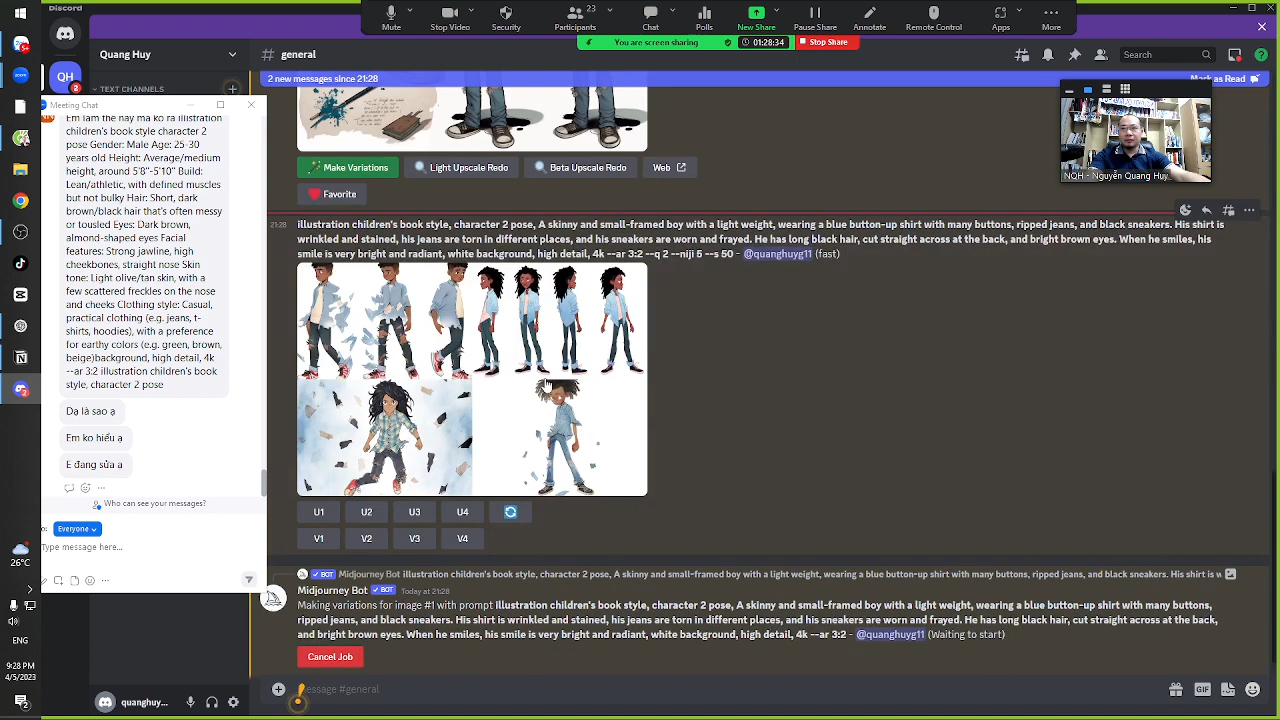 Discord
Mute
Stop Video
Security
Participants
23
Chat
Polls
New Share
Pause Share
Annotate
Remote Control
Apps
More
You are screen sharing
01:28:34
Stop Share
QH
2
Quang Huy
# general
Search
2 new messages since 21:28
Mark as Read
TEXT CHANNELS
Meeting Chat
children's book style character 2
pose Gender: Male Age: 25-30
years old Height: Average/medium
height, around 5'8"-5'10" Build:
Lean/athletic, with defined muscles
but not bulky Hair: Short, dark
brown/black hair that's often messy
or tousled Eyes: Dark brown,
almond-shaped eyes Facial
features: Strong jawline, high
cheekbones, straight nose Skin
tone: Light olive/tan skin, with a
few scattered freckles on the nose
and cheeks Clothing style: Casual,
practical clothing (e.g. jeans, t-
shirts, hoodies), with a preference
for earthy colors (e.g. green, brown,
beige)background, high detail, 4k
--ar 3:2 illustration children's book
style, character 2 pose
Dạ là sao ạ
Em ko hiểu ạ
E đang sửa ạ
Who can see your messages?
Everyone
Type message here...
Make Variations
Light Upscale Redo
Beta Upscale Redo
Web
Favorite
NQH - Nguyễn Quang Huy...
21:28
illustration children's book style, character 2 pose, A skinny and small-framed boy with a light weight, wearing a blue button-up shirt with many buttons, ripped jeans, and black sneakers. His shirt is
wrinkled and stained, his jeans are torn in different places, and his sneakers are worn and frayed. He has long black hair, cut straight across at the back, and bright brown eyes. When he smiles, his
smile is very bright and radiant, white background, high detail, 4k --ar 3:2 --q 2 --niji 5 --s 50 - @quanghuyg11 (fast)
U1
U2
U3
U4
V1
V2
V3
V4
Midjourney Bot illustration children's book style, character 2 pose, A skinny and small-framed boy with a light weight, wearing a blue button-up shirt with many buttons, ripped jeans, and black sneakers. His shirt is w
Midjourney Bot BOT Today at 21:28
Making variations for image #1 with prompt illustration children's book style, character 2 pose, A skinny and small-framed boy with a light weight, wearing a blue button-up shirt with many buttons,
ripped jeans, and black sneakers. His shirt is wrinkled and stained, his jeans are torn in different places, and his sneakers are worn and frayed. He has long black hair, cut straight across at the back,
and bright brown eyes. When he smiles, his smile is very bright and radiant, white background, high detail, 4k --ar 3:2 - @quanghuyg11 (Waiting to start)
Cancel Job
essage #general
GIF
quanghuy...
26°C
ENG
9:28 PM
4/5/2023